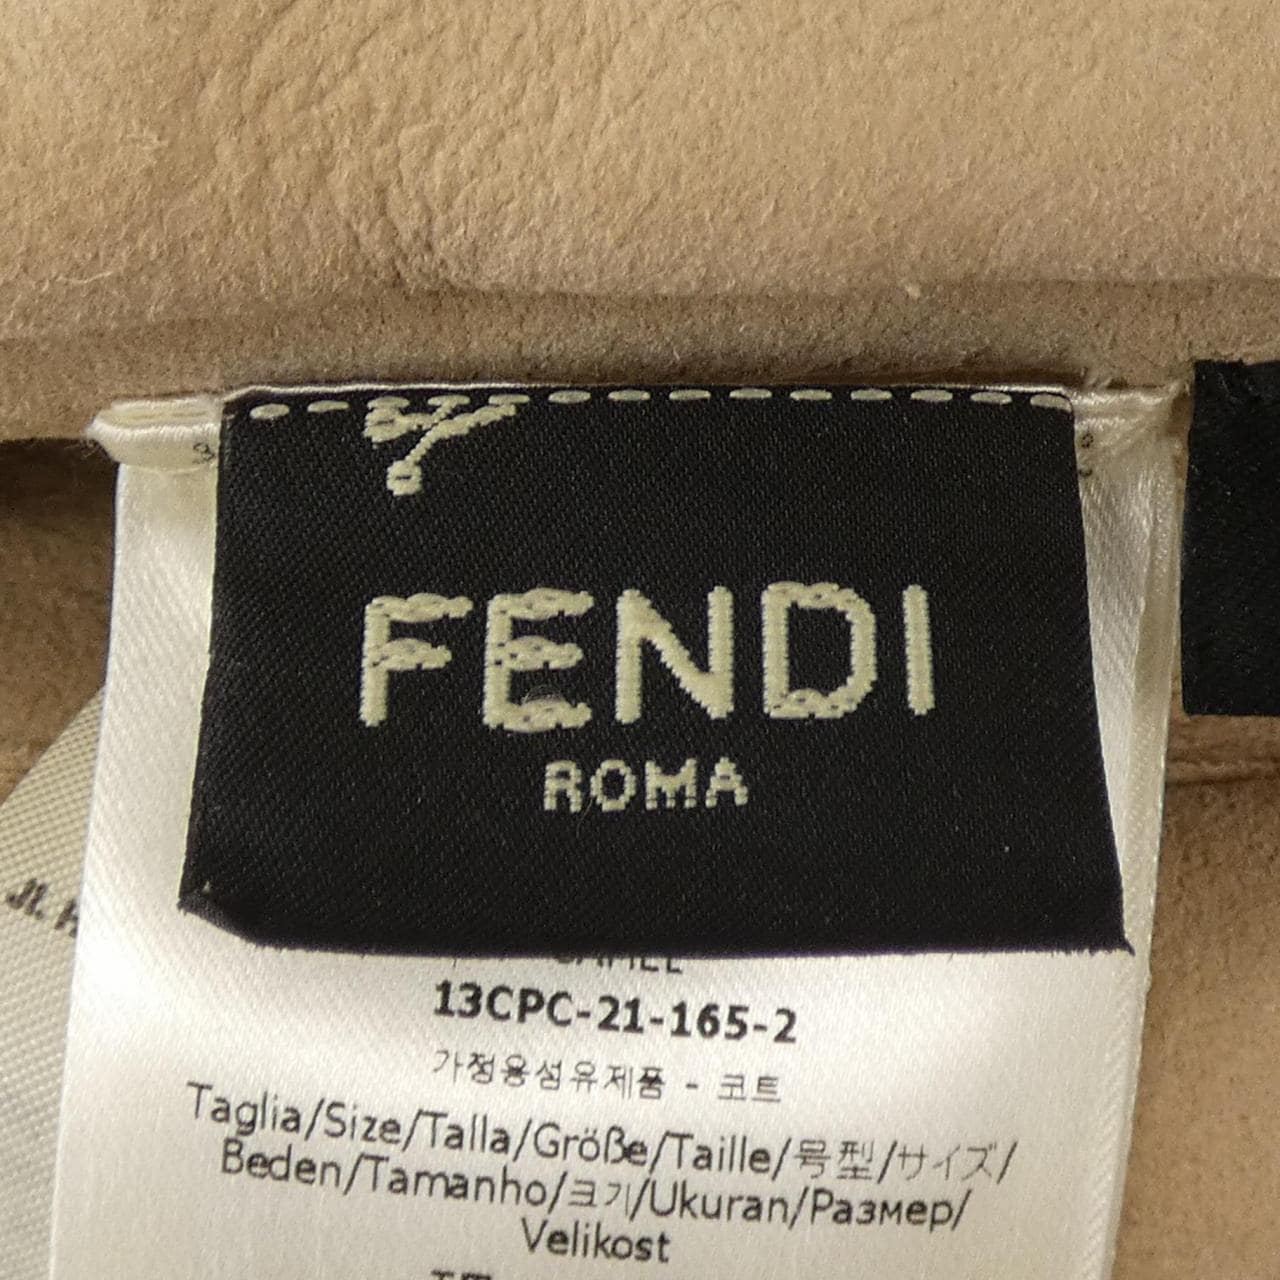 FENDI
ROMA
13CPC-21-165-2
가정용섬유제품 - 코트
Taglia/Size/Talla/Größe/Taille/号型/サイズ/
Beden/Tamanho/크기/Ukuran/Размер/
Velikost